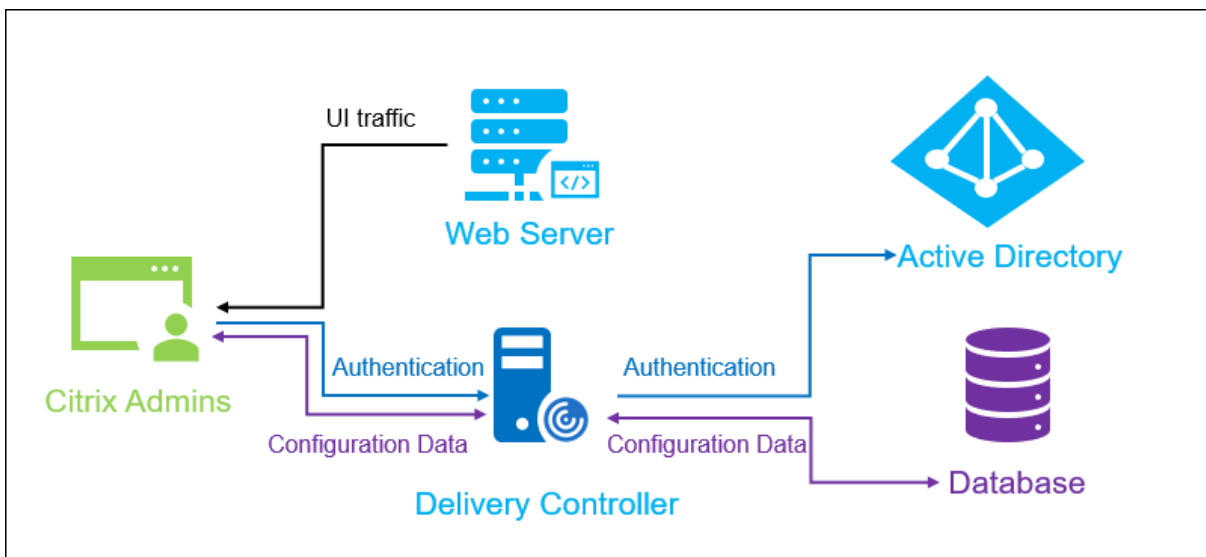 UI traffic
</>
Web Server
Active Directory
Citrix Admins
Authentication
Authentication
Configuration Data
Configuration Data
Delivery Controller
Database